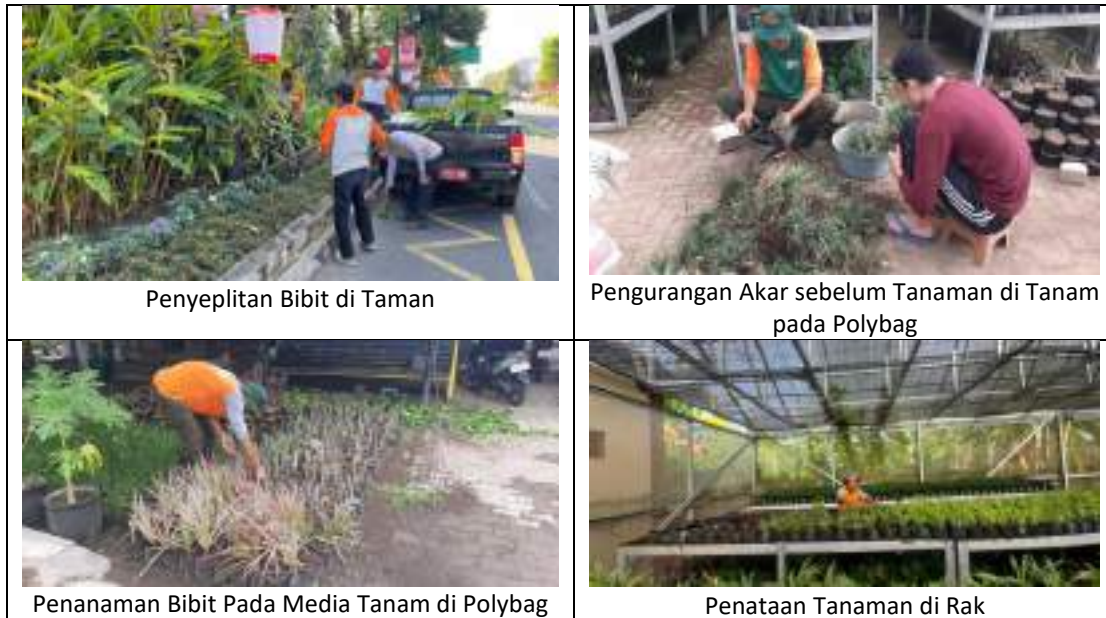 Penyeplitan Bibit di Taman
Pengurangan Akar sebelum Tanaman di Tanam
pada Polybag
Penanaman Bibit Pada Media Tanam di Polybag
Penataan Tanaman di Rak